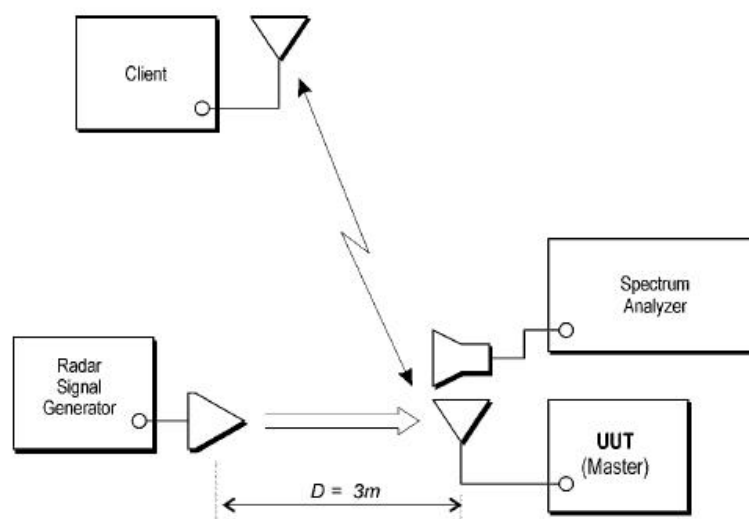 Client
Spectrum
Analyzer
Radar
Signal
Generator
UUT
(Master)
D = 3m